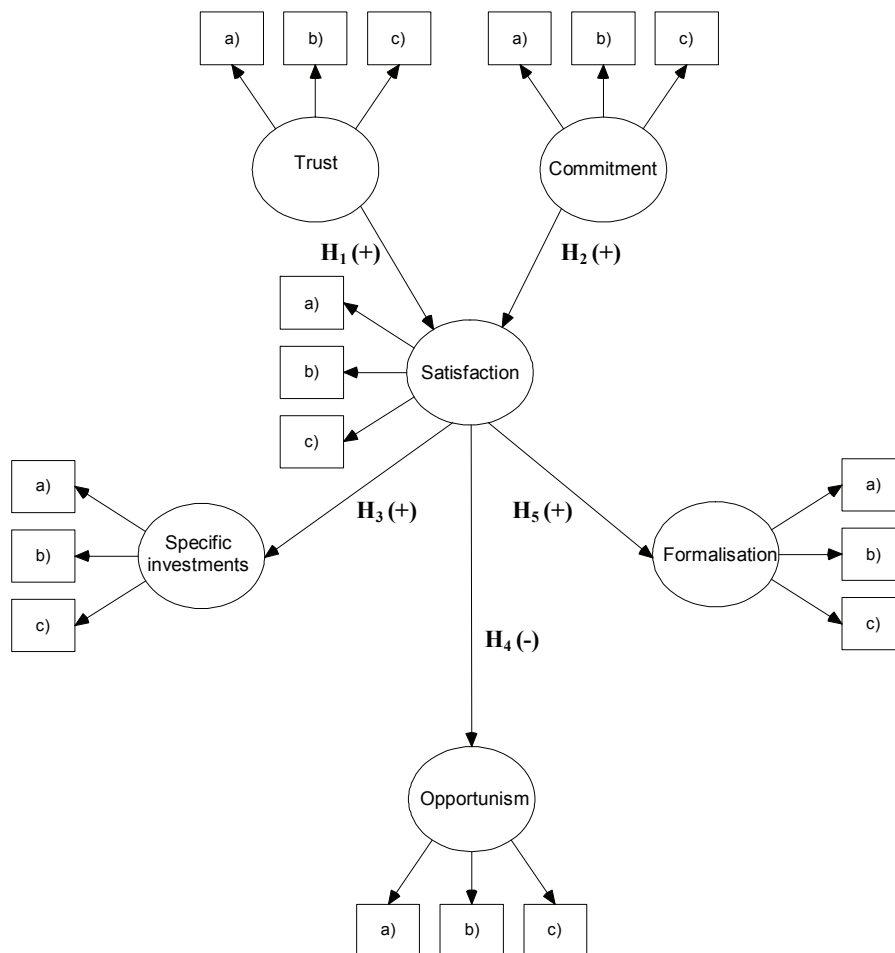 a) b) c) a) b) c)
Trust
Commitment
H₁ (+) H₂ (+)
a)
b)
Satisfaction
c)
a)
H₃ (+) H₅ (+)
a)
Specific
investments
b)
Formalisation
b)
c)
c)
H₄ (-)
Opportunism
a) b) c)